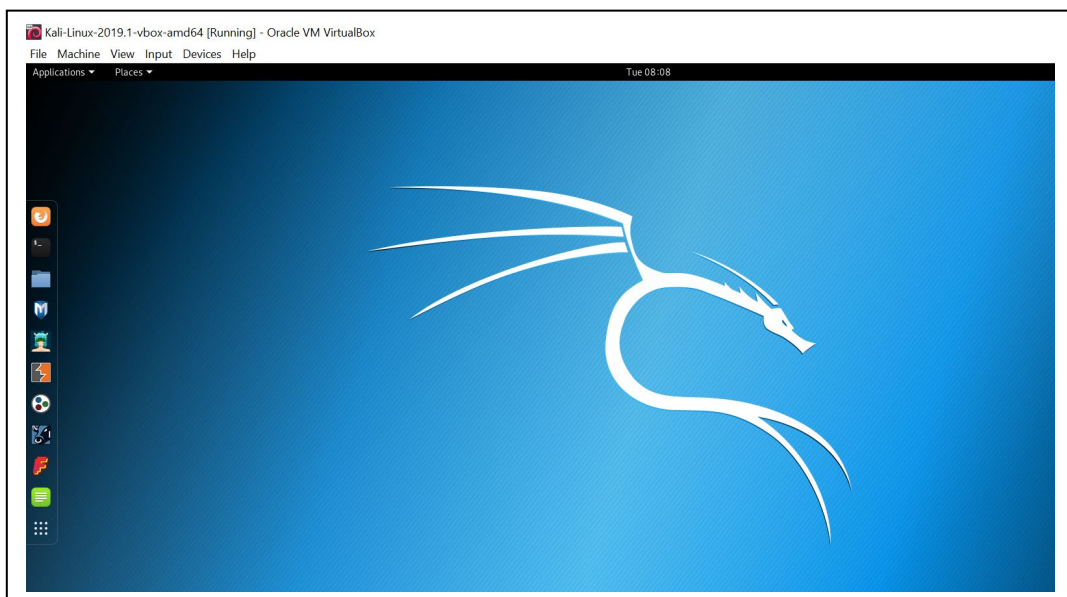 Kali-Linux-2019.1-vbox-amd64 [Running] - Oracle VM VirtualBox
File Machine View Input Devices Help
Applications Places Tue 08:08